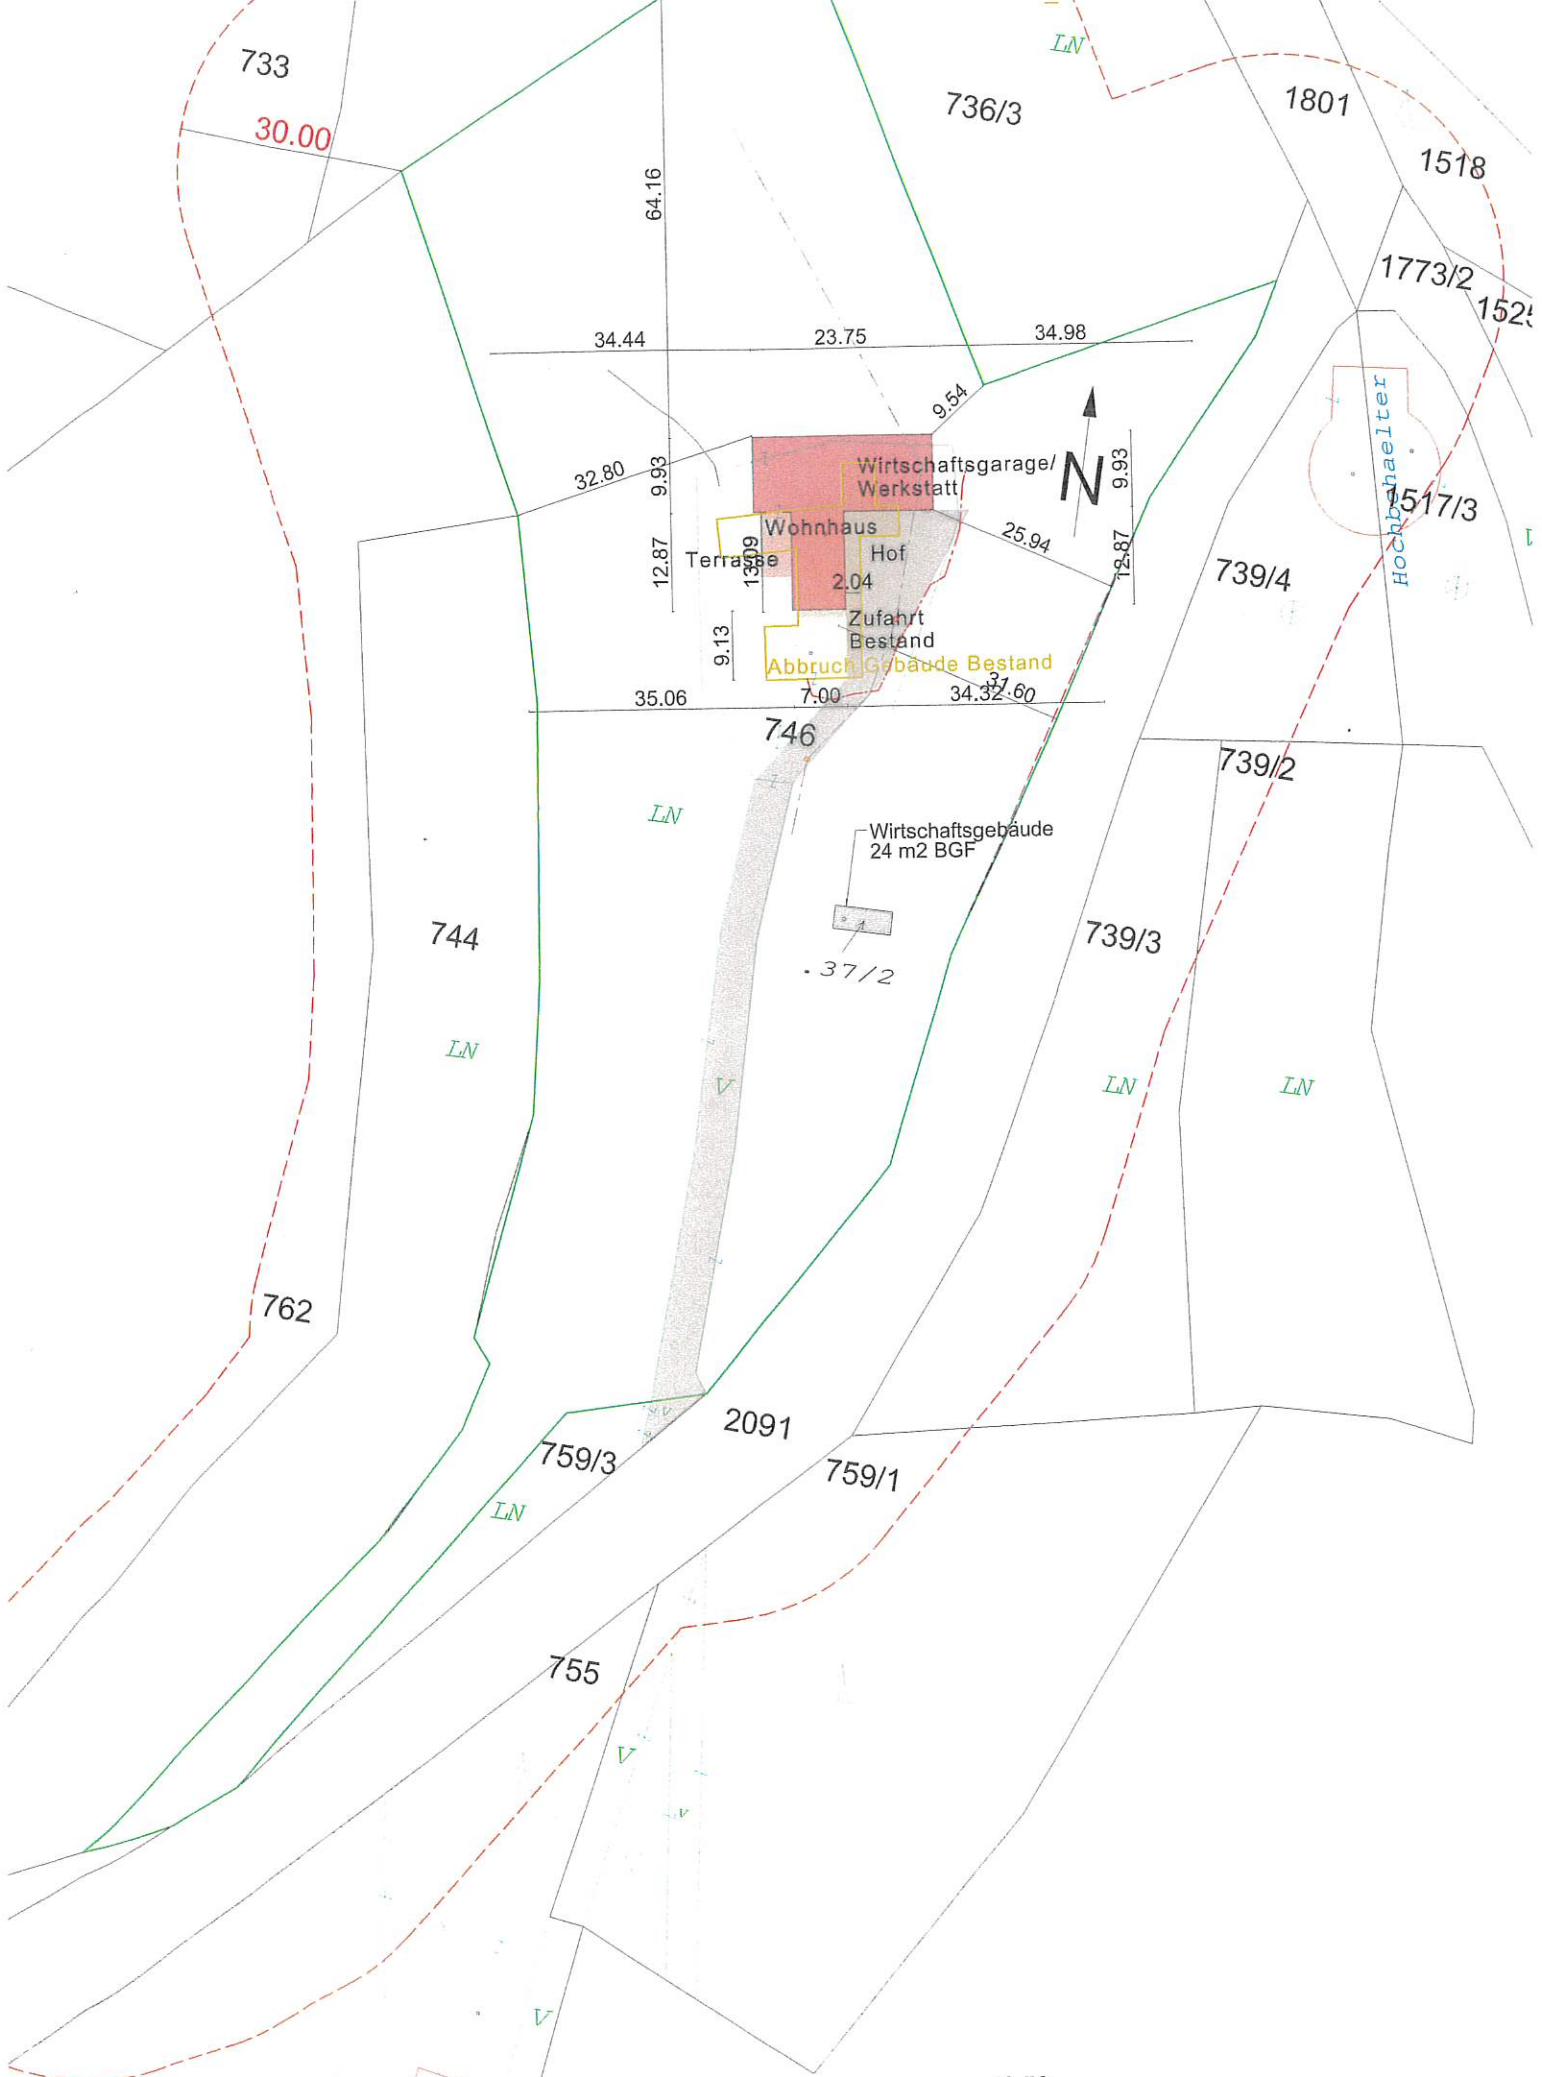 LN
733
736/3
1801
30.00
1518
64.16
1773/2
34.44
23.75
34.98
9.54
Hochbehaelter
N
9.93
9.93
32.80
Wirtschaftsgarage/
Werkstatt
1517/3
Wohnhaus
25.94
Terrasse
12.87
13.09
Hof
12.87
739/4
2.04
Zufahrt
Bestand
9.13
Abbruch Gebäude Bestand
35.06
7.00
34.32
31.60
746
739/2
LN
Wirtschaftsgebäude
24 m2 BGF
744
739/3
.37/2
LN
V
LN
LN
762
2091
759/3
759/1
LN
755
V
v
V